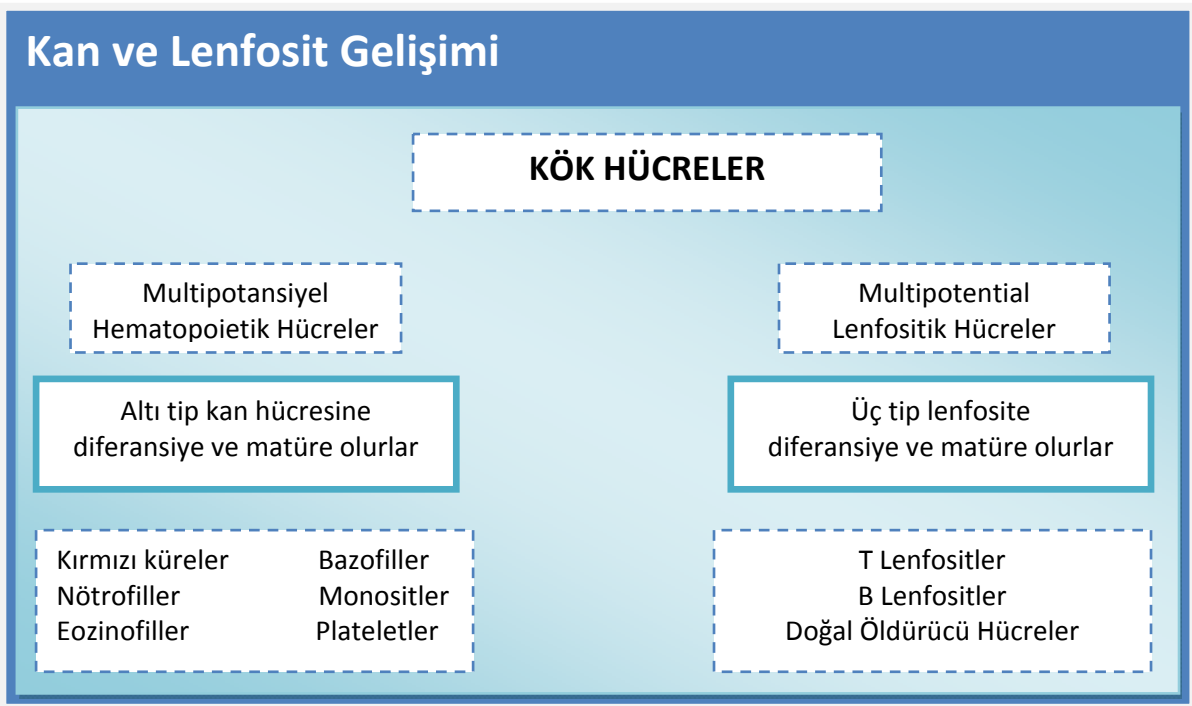 Kan ve Lenfosit Gelişimi
KÖK HÜCRELER
Multipotansiyel
Hematopoietik Hücreler
Multipotential
Lenfositik Hücreler
Altı tip kan hücresine
diferansiye ve matüre olurlar
Üç tip lenfosite
diferansiye ve matüre olurlar
Kırmızı küreler Bazofiller
Nötrofiller Monositler
Eozinofiller Plateletler
T Lenfositler
B Lenfositler
Doğal Öldürücü Hücreler